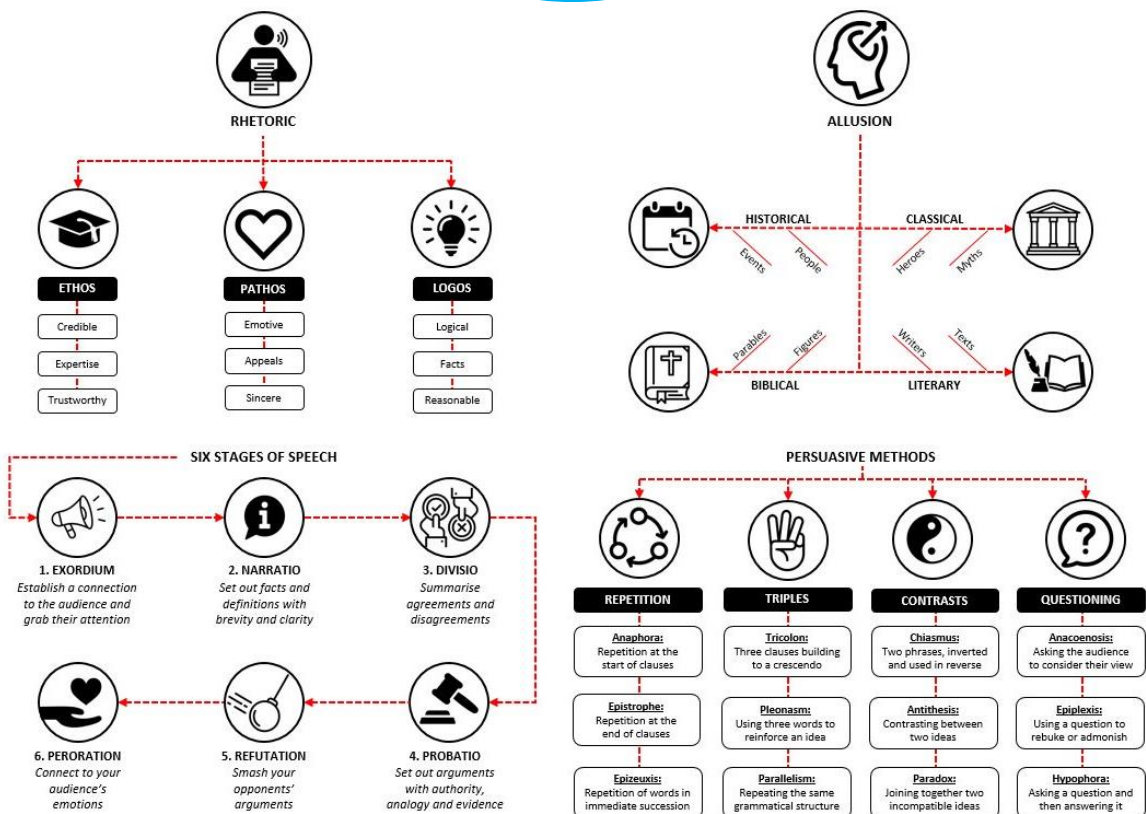 RHETORIC
ETHOS
Credible
Expertise
Trustworthy
PATHOS
Emotive
Appeals
Sincere
LOGOS
Logical
Facts
Reasonable
ALLUSION
HISTORICAL
Events
People
CLASSICAL
Heroes
Myths
Parables
Figures
BIBLICAL
Writers
Texts
LITERARY
SIX STAGES OF SPEECH
1. EXORDIUM
Establish a connection
to the audience and
grab their attention
2. NARRATIO
Set out facts and
definitions with
brevity and clarity
3. DIVISIO
Summarise
agreements and
disagreements
4. PROBATIO
Set out arguments
with authority,
analogy and evidence
5. REFUTATION
Smash your
opponents'
arguments
6. PERORATION
Connect to your
audience's
emotions
PERSUASIVE METHODS
REPETITION
Anaphora:
Repetition at the
start of clauses
Epistrophe:
Repetition at the
end of clauses
Epizeuxis:
Repetition of words in
immediate succession
TRIPLES
Tricolon:
Three clauses building
to a crescendo
Pleonasm:
Using three words to
reinforce an idea
Parallelism:
Repeating the same
grammatical structure
CONTRASTS
Chiasmus:
Two phrases, inverted
and used in reverse
Antithesis:
Contrasting between
two ideas
Paradox:
Joining together two
incompatible ideas
QUESTIONING
Anacoenosis:
Asking the audience
to consider their view
Epiplexis:
Using a question to
rebuke or admonish
Hypophora:
Asking a question and
then answering it